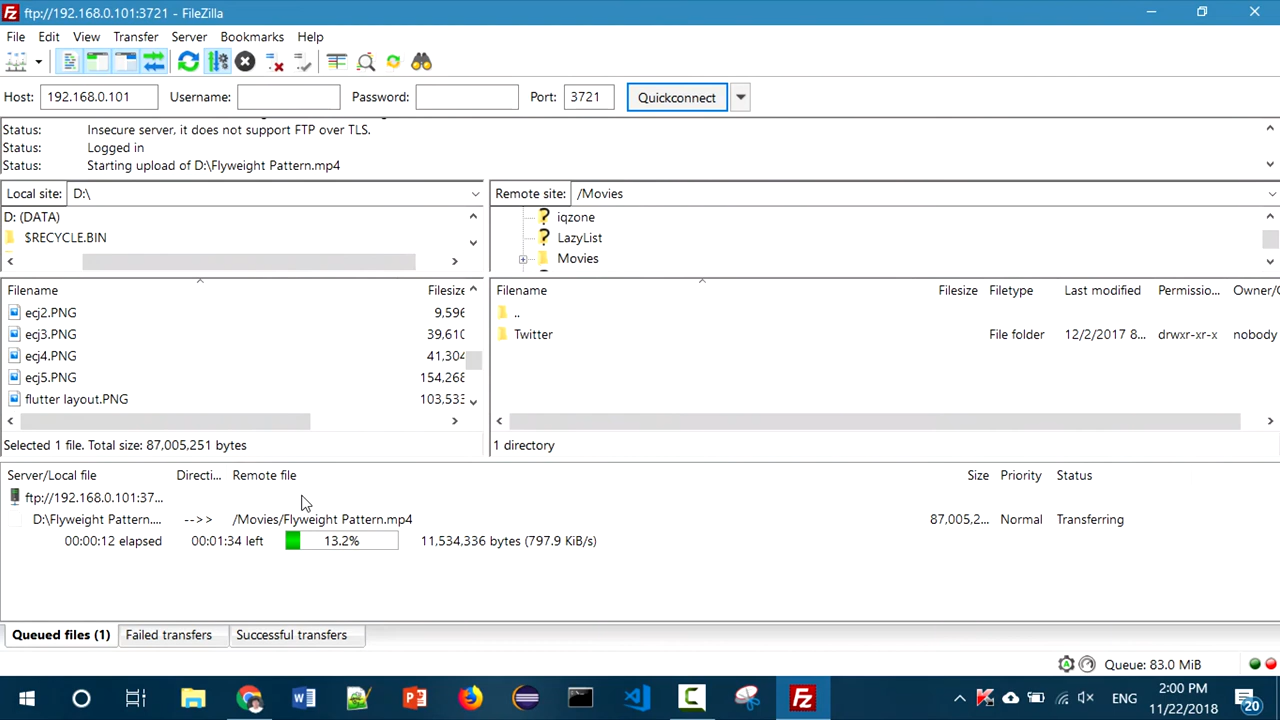 ftp://192.168.0.101:3721 - FileZilla
File Edit View Transfer Server Bookmarks Help
Host: 192.168.0.101 Username: Password: Port: 3721 Quickconnect
Status: Insecure server, it does not support FTP over TLS.
Status: Logged in
Status: Starting upload of D:\Flyweight Pattern.mp4
Local site: D:\
D: (DATA)
$RECYCLE.BIN
Remote site: /Movies
iqzone
LazyList
Movies
Filename Filesize
ecj2.PNG 9,596
ecj3.PNG 39,610
ecj4.PNG 41,304
ecj5.PNG 154,268
flutter layout.PNG 103,533
Selected 1 file. Total size: 87,005,251 bytes
Filename Filesize Filetype Last modified Permissio... Owner/
..
Twitter File folder 12/2/2017 8... drwxr-xr-x nobody
1 directory
Server/Local file Directi... Remote file Size Priority Status
ftp://192.168.0.101:37...
D:\Flyweight Pattern.... -->> /Movies/Flyweight Pattern.mp4 87,005,2... Normal Transferring
00:00:12 elapsed 00:01:34 left 13.2% 11,534,336 bytes (797.9 KiB/s)
Queued files (1) Failed transfers Successful transfers
Queue: 83.0 MiB
ENG
2:00 PM
11/22/2018
20